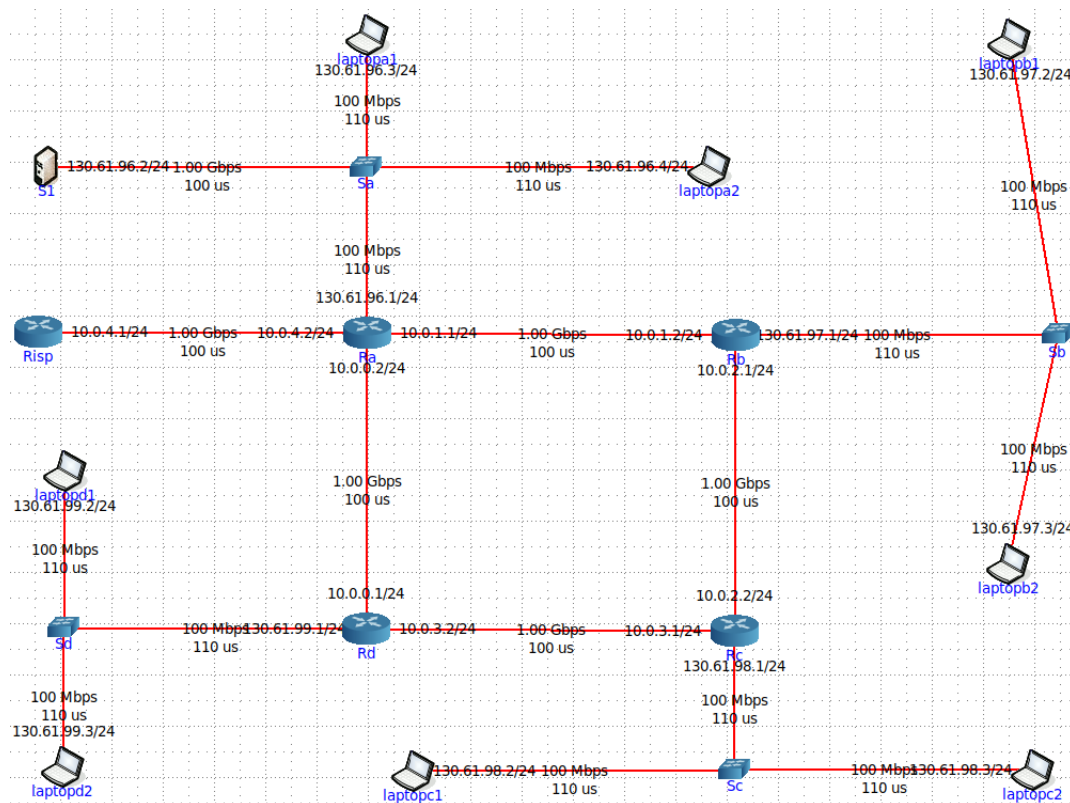 laptopa1
130.61.96.3/24
100 Mbps
110 us
laptopb1
130.61.97.2/24
S1
130.61.96.2/24
1.00 Gbps
100 us
Sa
100 Mbps
110 us
130.61.96.4/24
laptopa2
100 Mbps
110 us
100 Mbps
110 us
130.61.96.1/24
Risp
10.0.4.1/24
1.00 Gbps
100 us
10.0.4.2/24
Ra
10.0.0.2/24
10.0.1.1/24
1.00 Gbps
100 us
10.0.1.2/24
Rb
10.0.2.1/24
130.61.97.1/24
100 Mbps
110 us
Sb
100 Mbps
110 us
laptopd1
130.61.99.2/24
1.00 Gbps
100 us
1.00 Gbps
100 us
130.61.97.3/24
laptopb2
100 Mbps
110 us
10.0.0.1/24
10.0.2.2/24
Sd
100 Mbps
110 us
130.61.99.1/24
Rd
10.0.3.2/24
1.00 Gbps
100 us
10.0.3.1/24
Rc
130.61.98.1/24
100 Mbps
110 us
130.61.99.3/24
laptopd2
100 Mbps
110 us
laptopc1
130.61.98.2/24
100 Mbps
110 us
Sc
100 Mbps
110 us
130.61.98.3/24
laptopc2